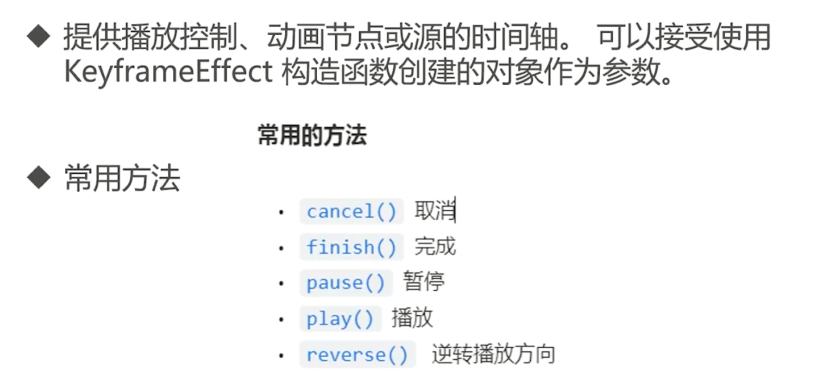 ◆ 提供播放控制、动画节点或源的时间轴。 可以接受使用
KeyframeEffect 构造函数创建的对象作为参数。
常用的方法
◆ 常用方法
• cancel() 取消
• finish() 完成
• pause() 暂停
• play() 播放
• reverse() 逆转播放方向